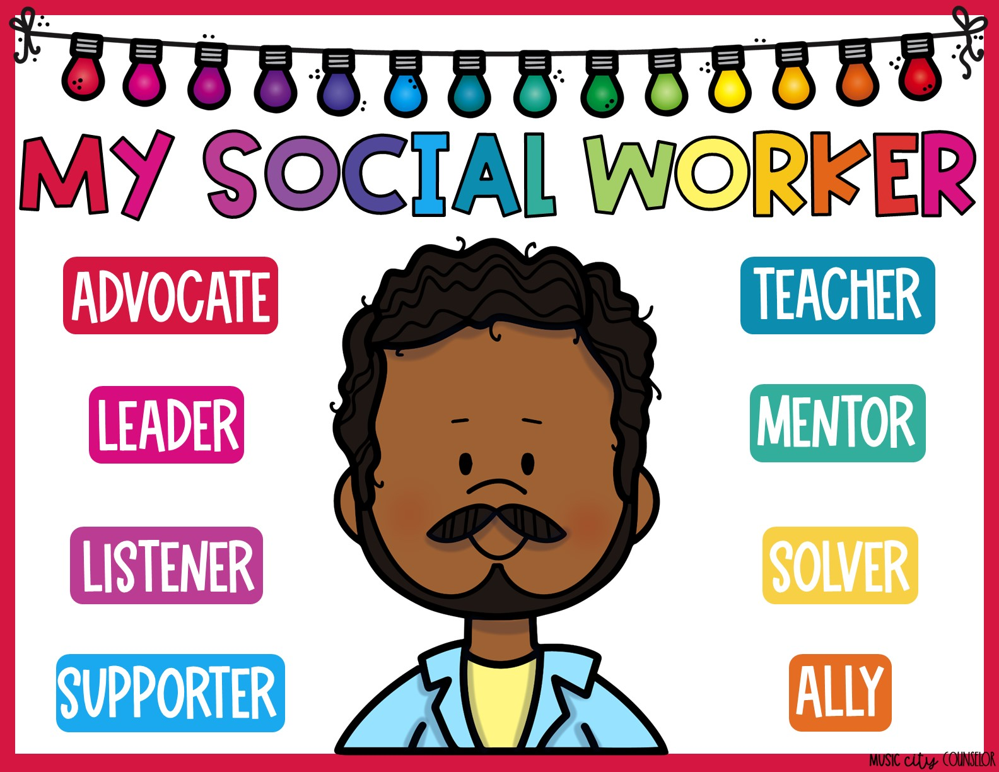 MY SOCIAL WORKER
ADVOCATE
LEADER
LISTENER
SUPPORTER
TEACHER
MENTOR
SOLVER
ALLY
MUSIC city COUNSELOR